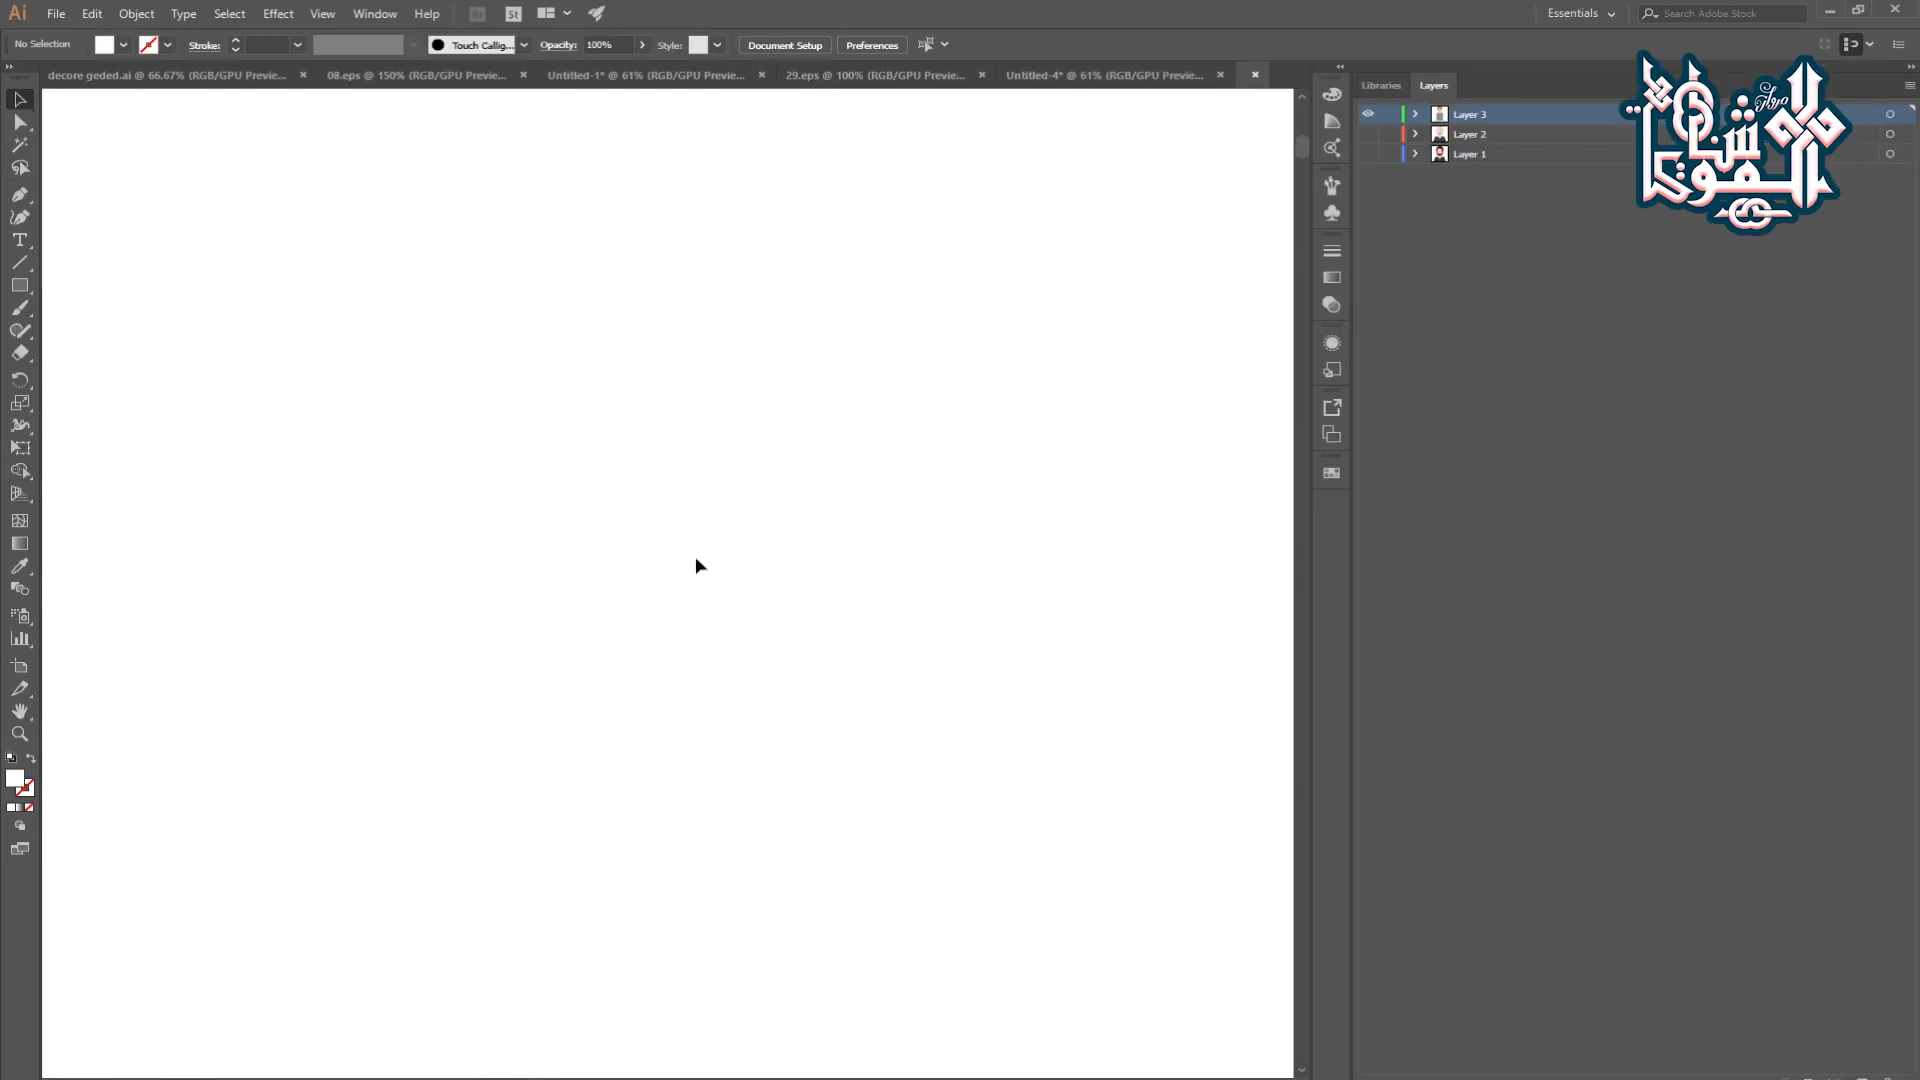 Ai File Edit Object Type Select Effect View Window Help Br St Essentials Search Adobe Stock
No Selection Stroke: Touch Callig... Opacity: 100% Style: Document Setup Preferences
decore geded.ai @ 66.67% (RGB/GPU Previe... 08.eps @ 150% (RGB/GPU Previe... Untitled-1* @ 61% (RGB/GPU Previe... 29.eps @ 100% (RGB/GPU Previe... Untitled-4* @ 61% (RGB/GPU Previe...
Libraries Layers
Layer 3
Layer 2
Layer 1